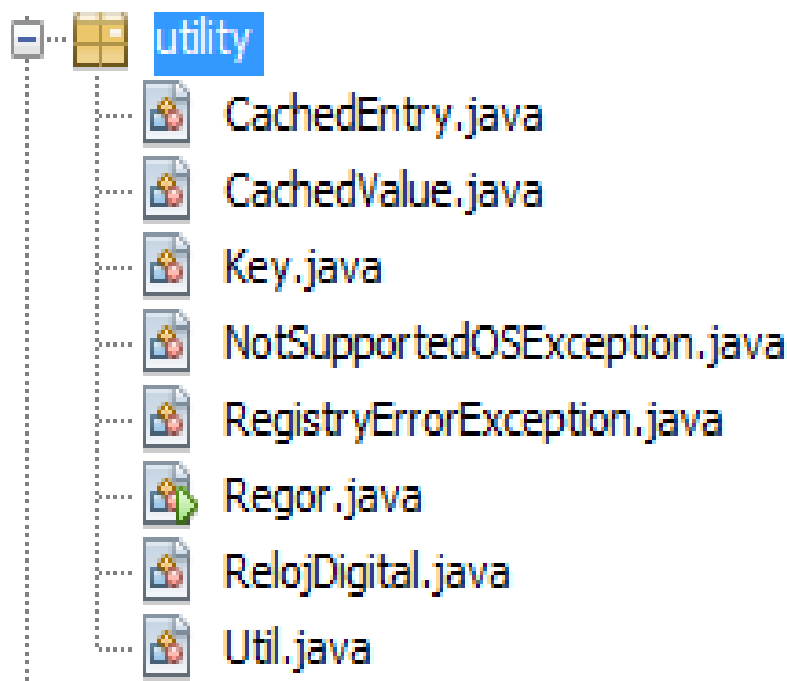 utility
CachedEntry.java
CachedValue.java
Key.java
NotSupportedOSException.java
RegistryErrorException.java
Regor.java
RelojDigital.java
Util.java